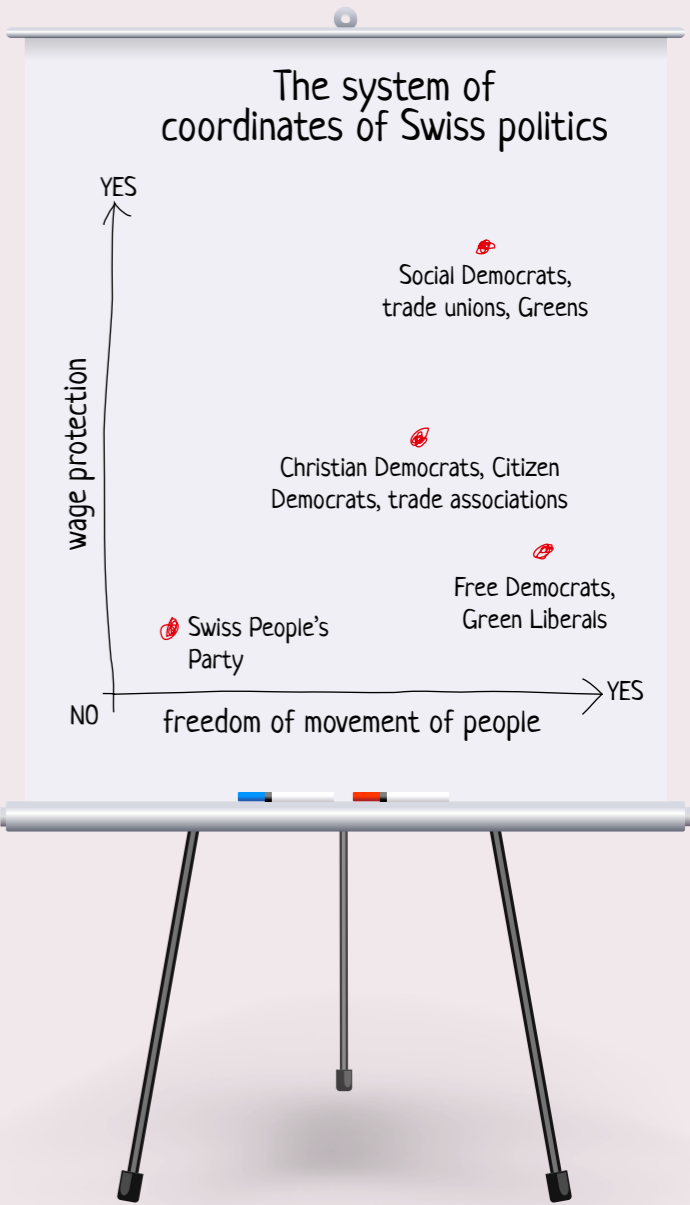 The system of
coordinates of Swiss politics
YES
Social Democrats,
trade unions, Greens
wage protection
Christian Democrats, Citizen
Democrats, trade associations
Free Democrats,
Green Liberals
Swiss People’s
Party
YES
NO
freedom of movement of people